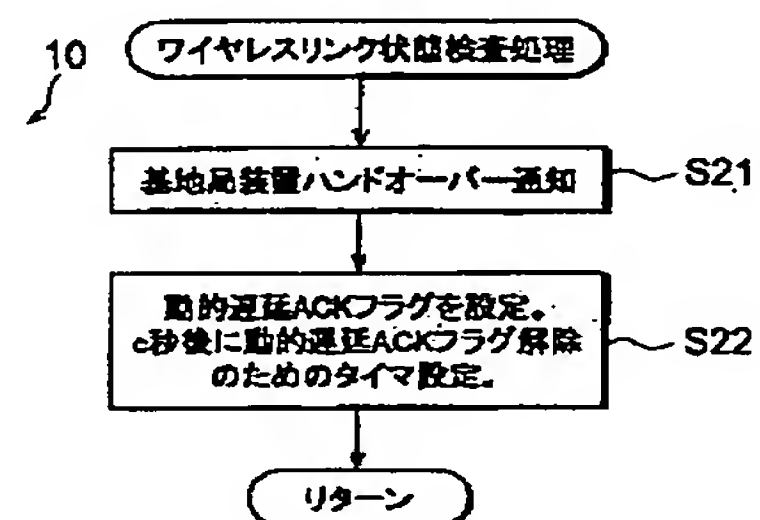 10
ワイヤレスリンク状態検査処理
基地局装置ハンドオーバー通知
S21
動的遅延ACKフラグを設定。
c秒後に動的遅延ACKフラグ解除
のためのタイマ設定。
S22
リターン